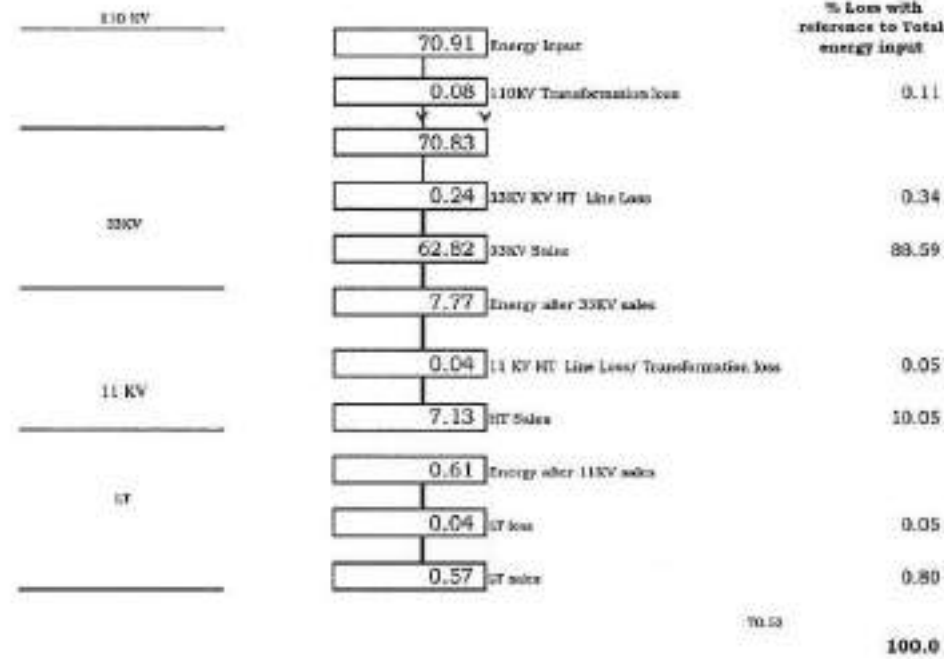 % Loss with
reference to Total
energy input
110 KV
70.91 Energy Input
0.08 110KV Transformation loss 0.11
70.83
0.24 33KV KV HT Line Loss 0.34
33KV
62.82 33KV Sales 88.59
7.77 Energy after 33KV sales
0.04 11 KV HT Line Loss/ Transformation loss 0.05
11 KV
7.13 HT Sales 10.05
0.61 Energy after 11KV sales
LT
0.04 LT loss 0.05
0.57 LT sales 0.80
70.53
100.0